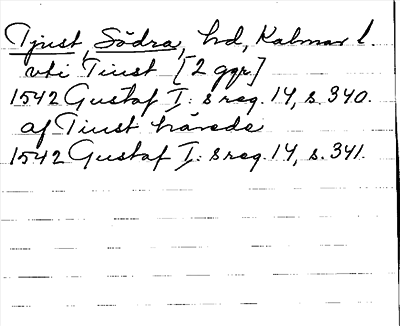 Tjust, Södra, hd, Kalmar l.
vti Tiust [2 ggr]
1542 Gustaf I:s reg. 14, s. 340.
af Tiust härede
1542 Gustaf I:s reg. 14, s. 341.